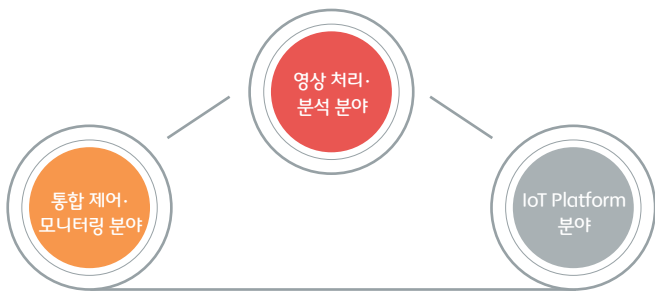 영상 처리·
분석 분야
통합 제어·
모니터링 분야
IoT Platform
분야